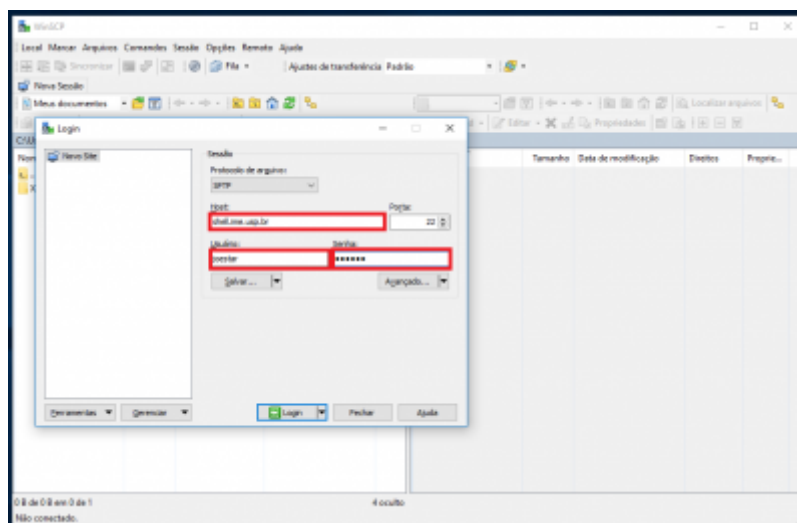 WinSCP
Local Marcar Arquivos Comandos Sessão Opções Remoto Ajuda
Sincronizar Fila Ajustes de transferência Padrão
Nova Sessão
Meus documentos Localizar arquivos
Editar Propriedades
Login
Novo Site
Sessão
Tamanho Data de modificação Direitos Proprie...
Protocolo de arquivo:
SFTP
Host: Porta:
shell.ime.usp.br 22
Usuário: Senha:
••••••
Salvar... Avançado...
Ferramentas Gerenciar Login Fechar Ajuda
0 B de 0 B em 0 de 1 4 oculto
Não conectado.